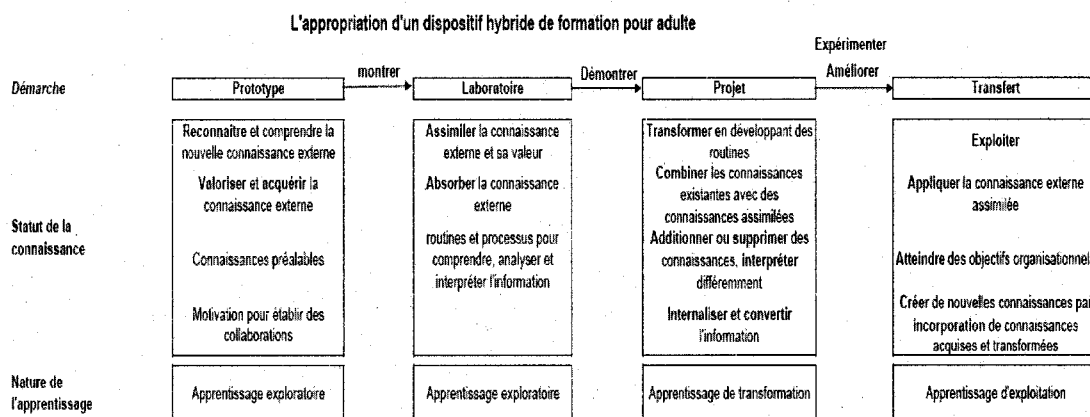 L'appropriation d'un dispositif hybride de formation pour adulte
Expérimenter
montrer
Démontrer
Améliorer
Démarche
Prototype
Laboratoire
Projet
Transfert
Statut de la
connaissance
Reconnaître et comprendre la
nouvelle connaissance externe
Valoriser et acquérir la
connaissance externe
Connaissances préalables
Motivation pour établir des
collaborations
Assimiler la connaissance
externe et sa valeur
Absorber la connaissance
externe
routines et processus pour
comprendre, analyser et
interpréter l'information
Transformer en développant des
routines
Combiner les connaissances
existantes avec des
connaissances assimilées
Additionner ou supprimer des
connaissances, interpréter
différemment
Internaliser et convertir
l'information
Exploiter
Appliquer la connaissance externe
assimilée
Atteindre des objectifs organisationnel
Créer de nouvelles connaissances par
incorporation de connaissances
acquises et transformées
Nature de
l'apprentissage
Apprentissage exploratoire
Apprentissage exploratoire
Apprentissage de transformation
Apprentissage d'exploitation